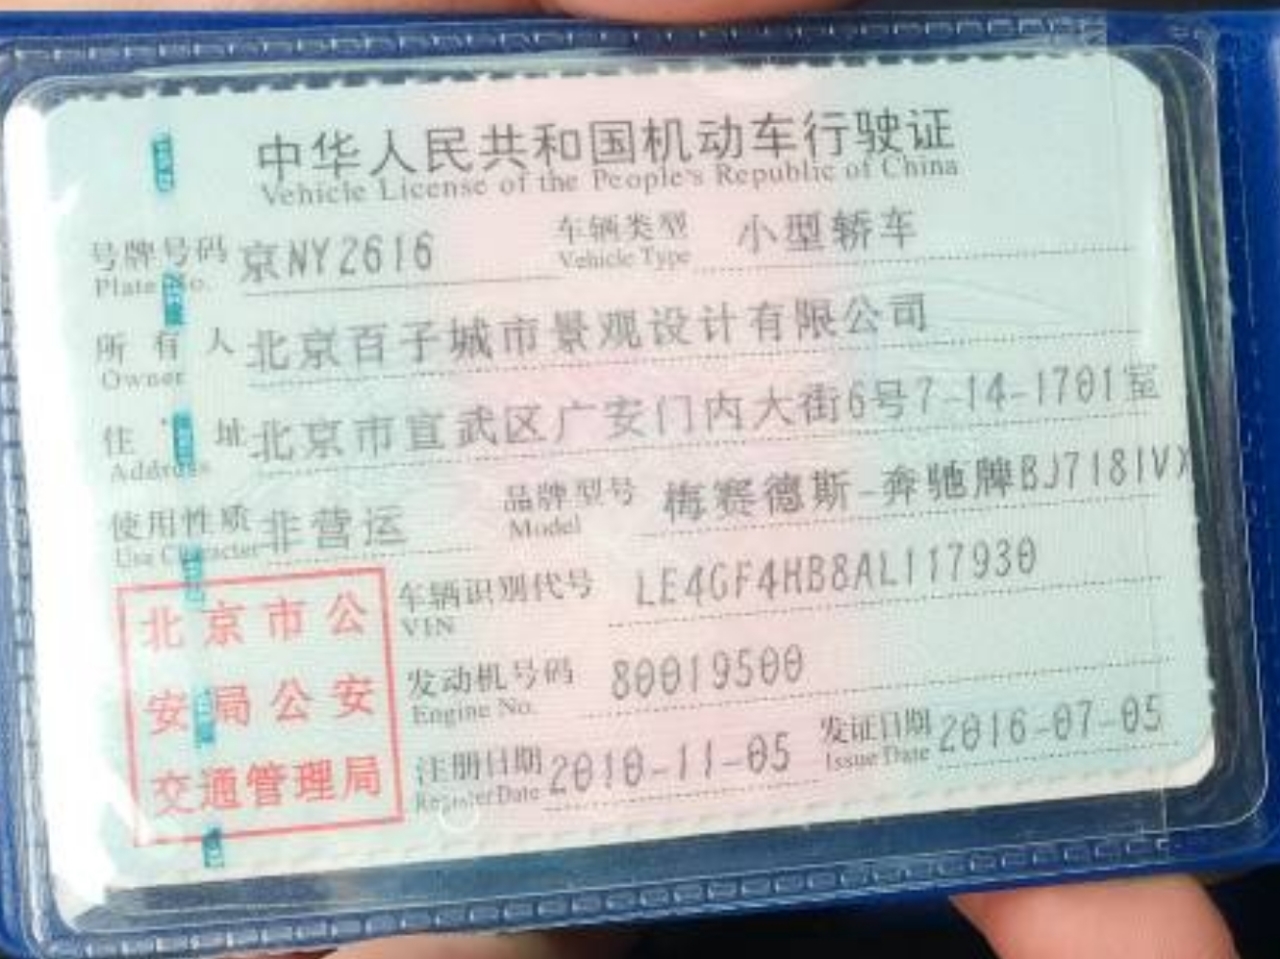 中华人民共和国机动车行驶证
Vehicle License of the People's Republic of China
号牌号码 京NY2616 车辆类型 小型轿车
Plate No. Vehicle Type
所有人 北京百子城市景观设计有限公司
Owner
住址 北京市宣武区广安门内大街6号7-14-1701室
Address
使用性质 非营运 品牌型号 梅赛德斯-奔驰牌BJ7181VX
Use Character Model
车辆识别代号 LE4GF4HB8AL117930
VIN
发动机号码 80019500
Engine No.
注册日期 2010-11-05 发证日期 2016-07-05
Register Date Issue Date
北京市公
安局公安
交通管理局